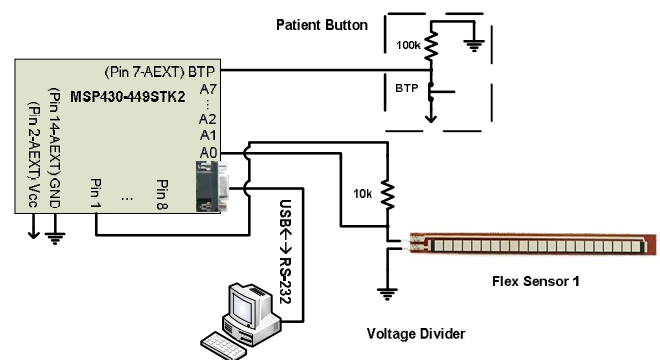 Patient Button
100k
(Pin 7-AEXT) BTP
BTP
MSP430-449STK2
A7
...
A2
A1
A0
(Pin 2-AEXT) Vcc
(Pin 14-AEXT) GND
Pin 1
...
Pin 8
10k
USB<--> RS-232
Flex Sensor 1
Voltage Divider